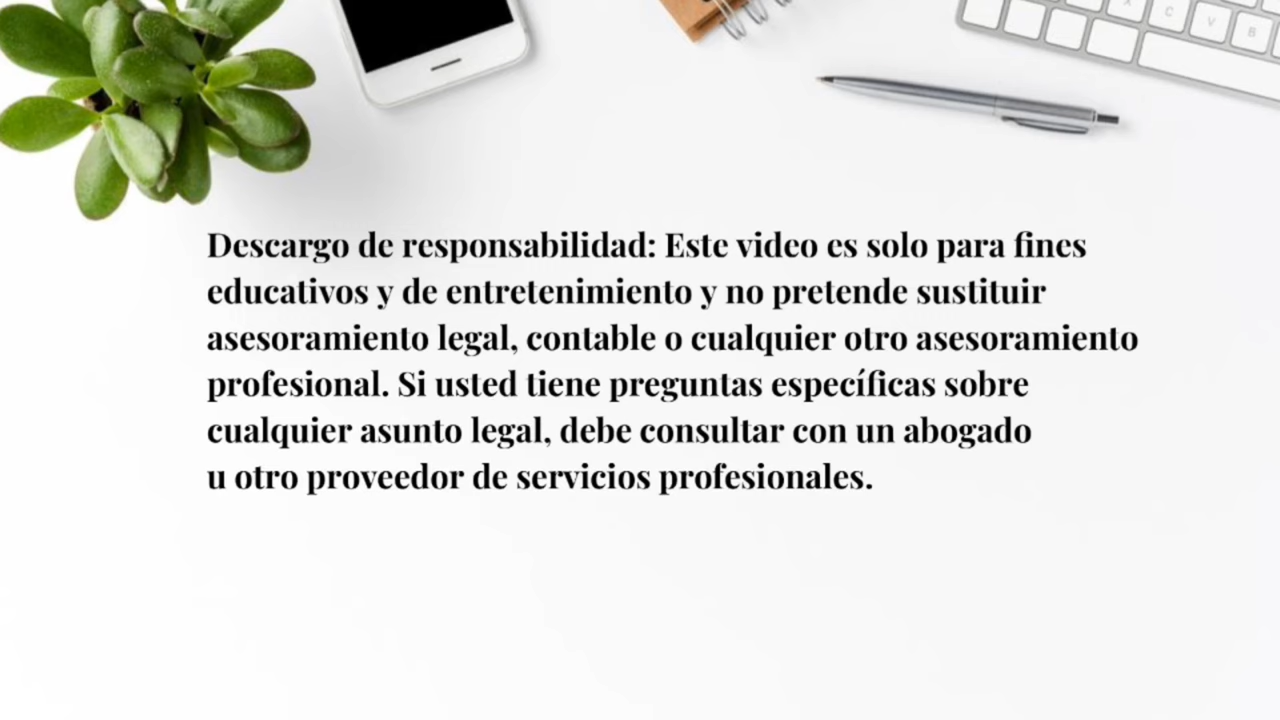 Descargo de responsabilidad: Este video es solo para fines
educativos y de entretenimiento y no pretende sustituir
asesoramiento legal, contable o cualquier otro asesoramiento
profesional. Si usted tiene preguntas específicas sobre
cualquier asunto legal, debe consultar con un abogado
u otro proveedor de servicios profesionales.
X C V B